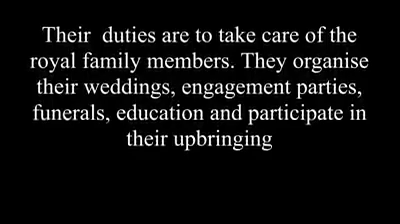 Their  duties are to take care of the
royal family members. They organise
their weddings, engagement parties,
funerals, education and participate in
their upbringing